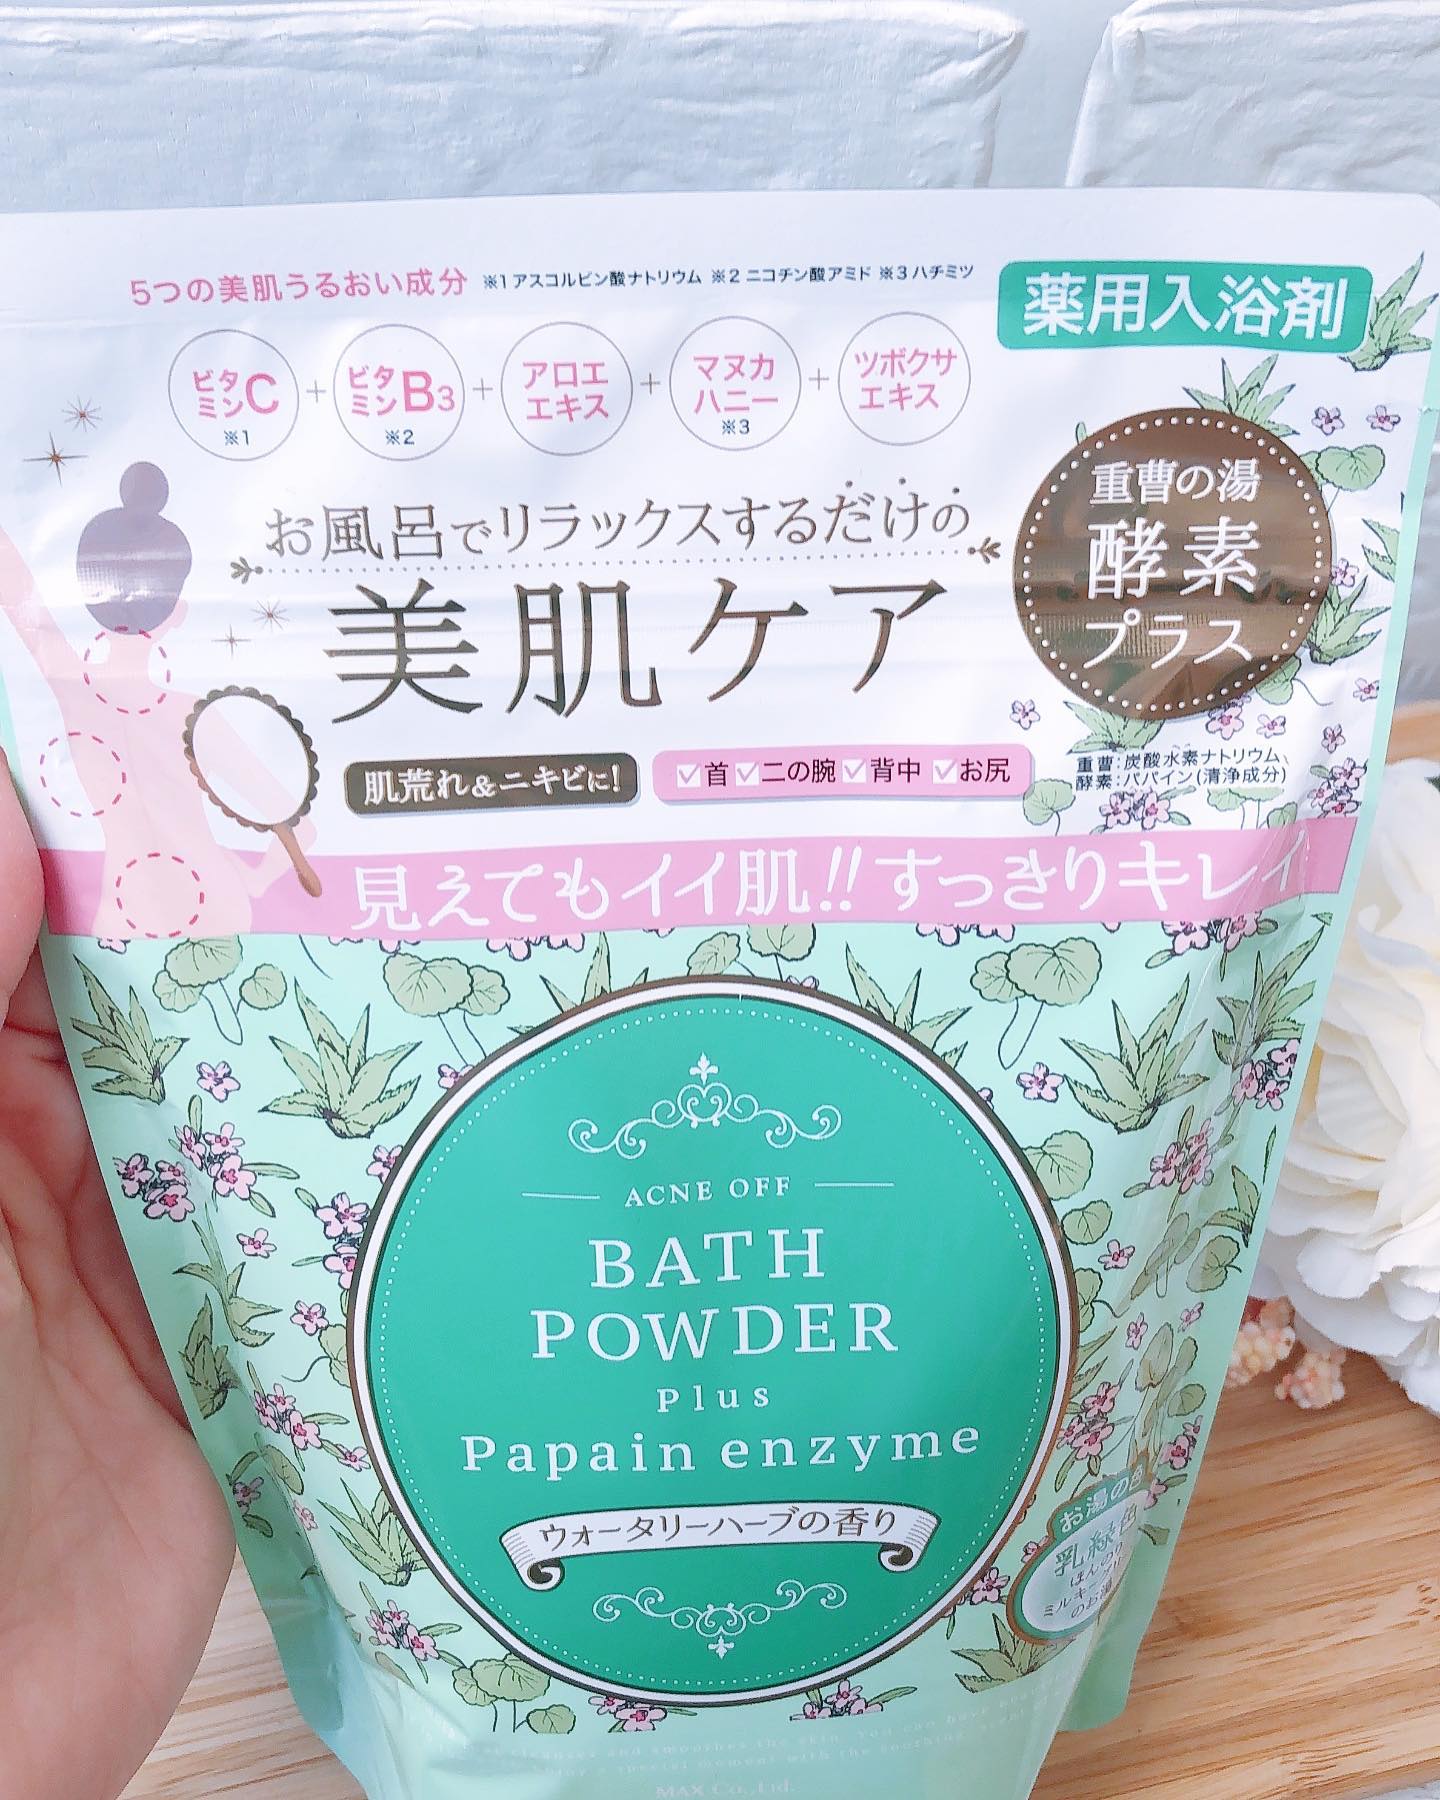 5つの美肌うるおい成分 ※1アスコルビン酸ナトリウム ※2ニコチン酸アミド ※3ハチミツ
薬用入浴剤
ビタミンC※1 + ビタミンB3※2 + アロエエキス + マヌカハニー※3 + ツボクサエキス
お風呂でリラックスするだけの
美肌ケア
重曹の湯
酵素
プラス
肌荒れ&ニキビに!
首 二の腕 背中 お尻
重曹:炭酸水素ナトリウム
酵素:パパイン(清浄成分)
見えてもイイ肌!!すっきりキレイ
ACNE OFF
BATH
POWDER
Plus
Papain enzyme
ウォータリーハーブの香り
お湯の色
乳緑色
MAX Co.,Ltd.